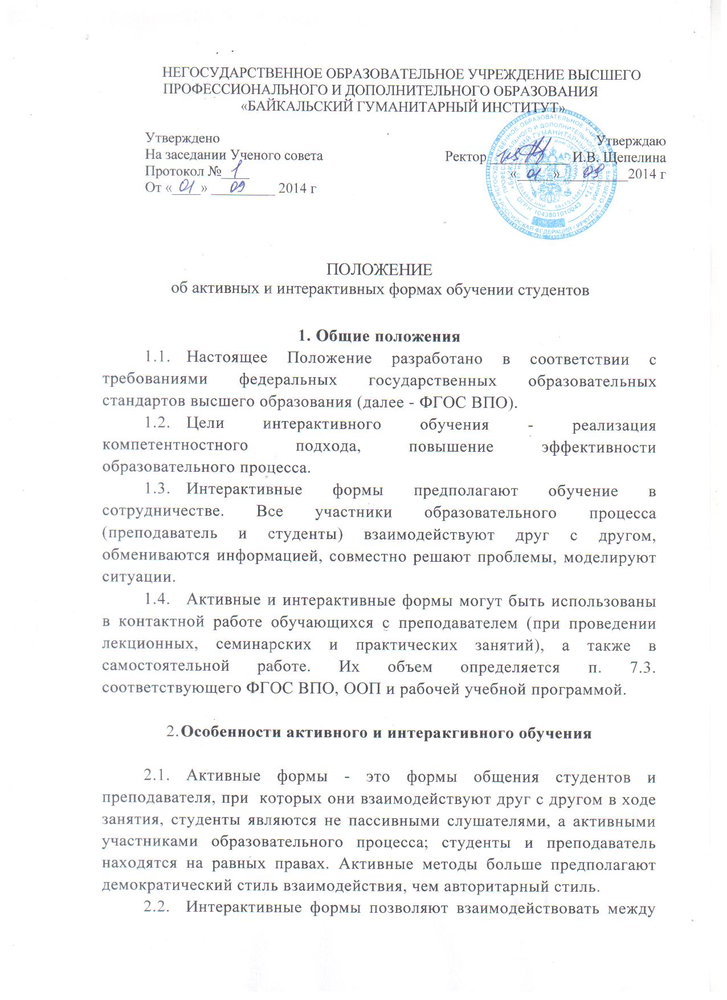 НЕГОСУДАРСТВЕННОЕ ОБРАЗОВАТЕЛЬНОЕ УЧРЕЖДЕНИЕ ВЫСШЕГО
ПРОФЕССИОНАЛЬНОГО И ДОПОЛНИТЕЛЬНОГО ОБРАЗОВАНИЯ
«БАЙКАЛЬСКИЙ ГУМАНИТАРНЫЙ ИНСТИТУТ»
Утверждено
На заседании Ученого совета
Протокол № 1
От «01» 09 2014 г
Утверждаю
Ректор И.В. Щепелина
«01» 09 2014 г
ОГРН 1043801010043
РОССИЙСКАЯ ФЕДЕРАЦИЯ г ИРКУТСК
ПОЛОЖЕНИЕ
об активных и интерактивных формах обучении студентов
1. Общие положения
1.1. Настоящее Положение разработано в соответствии с
требованиями федеральных государственных образовательных
стандартов высшего образования (далее - ФГОС ВПО).
1.2. Цели интерактивного обучения - реализация
компетентностного подхода, повышение эффективности
образовательного процесса.
1.3. Интерактивные формы предполагают обучение в
сотрудничестве. Все участники образовательного процесса
(преподаватель и студенты) взаимодействуют друг с другом,
обмениваются информацией, совместно решают проблемы, моделируют
ситуации.
1.4. Активные и интерактивные формы могут быть использованы
в контактной работе обучающихся с преподавателем (при проведении
лекционных, семинарских и практических занятий), а также в
самостоятельной работе. Их объем определяется п. 7.3.
соответствующего ФГОС ВПО, ООП и рабочей учебной программой.
2. Особенности активного и интеракгивного обучения
2.1. Активные формы - это формы общения студентов и
преподавателя, при которых они взаимодействуют друг с другом в ходе
занятия, студенты являются не пассивными слушателями, а активными
участниками образовательного процесса; студенты и преподаватель
находятся на равных правах. Активные методы больше предполагают
демократический стиль взаимодействия, чем авторитарный стиль.
2.2. Интерактивные формы позволяют взаимодействовать между